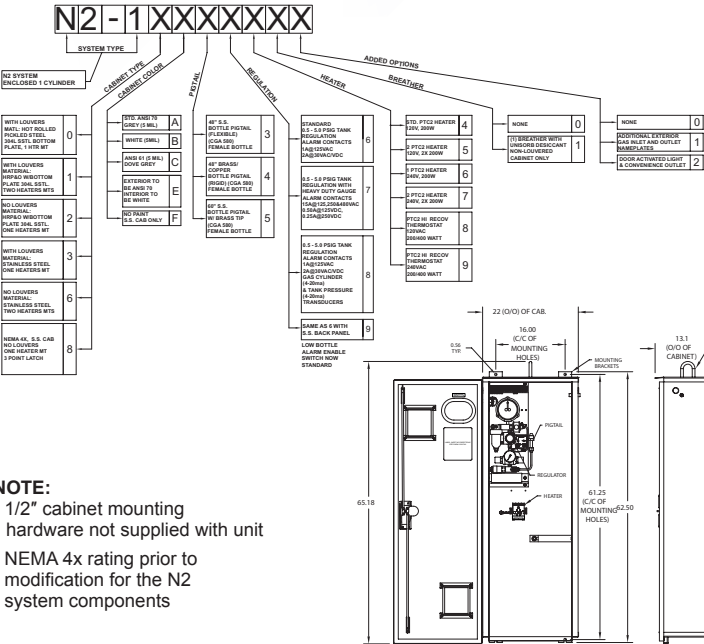 N2-1XXXXXXX
SYSTEM TYPE
N2 SYSTEM
ENCLOSED 1 CYLINDER
CABINET TYPE
CABINET COLOR
PIGTAIL
REGULATION
HEATER
BREATHER
ADDED OPTIONS
WITH LOUVERS
MATL: HOT ROLLED
PICKLED STEEL
304L SSTL BOTTOM
PLATE, 1 HTR MT
0
WITH LOUVERS
MATERIAL:
HRP&O W/BOTTOM
PLATE 304L SSTL.
TWO HEATERS MTS
1
NO LOUVERS
MATERIAL:
HRP&O W/BOTTOM
PLATE 304L SSTL.
ONE HEATERS MT
2
WITH LOUVERS
MATERIAL:
STAINLESS STEEL
ONE HEATERS MT
3
NO LOUVERS
MATERIAL:
STAINLESS STEEL
TWO HEATERS MTS
6
NEMA 4X, S.S. CAB
NO LOUVERS
ONE HEATER MT
3 POINT LATCH
8
STD. ANSI 70
GREY (5 MIL)
A
WHITE (5MIL)
B
ANSI 61 (5 MIL)
DOVE GREY
C
EXTERIOR TO
BE ANSI 70
INTERIOR TO
BE WHITE
E
NO PAINT
S.S. CAB ONLY
F
48" S.S.
BOTTLE PIGTAIL
(FLEXIBLE)
(CGA 580)
FEMALE BOTTLE
3
48" BRASS/
COPPER
BOTTLE PIGTAIL
(RIGID) (CGA 580)
FEMALE BOTTLE
4
60" S.S.
BOTTLE PIGTAIL
W/ BRASS TIP
(CGA 580)
FEMALE BOTTLE
5
STANDARD
0.5 - 5.0 PSIG TANK
REGULATION
ALARM CONTACTS
1A@125VAC
2A@30VAC/VDC
6
0.5 - 5.0 PSIG TANK
REGULATION WITH
HEAVY DUTY GAUGE
ALARM CONTACTS
15A@125,250&480VAC
0.50A@125VDC,
0.25A@250VDC
7
0.5 - 5.0 PSIG TANK
REGULATION
ALARM CONTACTS
1A@125VAC
2A@30VAC/VDC
GAS CYLINDER
(4-20ma)
& TANK PRESSURE
(4-20ma)
TRANSDUCERS
8
SAME AS 6 WITH
S.S. BACK PANEL
9
LOW BOTTLE
ALARM ENABLE
SWITCH NOW
STANDARD
STD. PTC2 HEATER
120V, 200W
4
2 PTC2 HEATER
120V, 2X 200W
5
1 PTC2 HEATER
240V, 200W
6
2 PTC2 HEATER
240V, 2X 200W
7
PTC2 HI RECOV
THERMOSTAT
120VAC
200/400 WATT
8
PTC2 HI RECOV
THERMOSTAT
240VAC
200/400 WATT
9
NONE
0
(1) BREATHER WITH
UNISORB DESICCANT
NON-LOUVERED
CABINET ONLY
1
NONE
0
ADDITIONAL EXTERIOR
GAS INLET AND OUTLET
NAMEPLATES
1
DOOR ACTIVATED LIGHT
& CONVENIENCE OUTLET
2
22 (O/O) OF CAB.
16.00
(C/C OF
MOUNTING
HOLES)
0.56
TYP.
MOUNTING
BRACKETS
13.1
(O/O OF
CABINET)
PIGTAIL
REGULATOR
HEATER
65.18
61.25
(C/C OF
MOUNTING
HOLES)
62.50
NOTE:
1/2" cabinet mounting
hardware not supplied with unit
NEMA 4x rating prior to
modification for the N2
system components